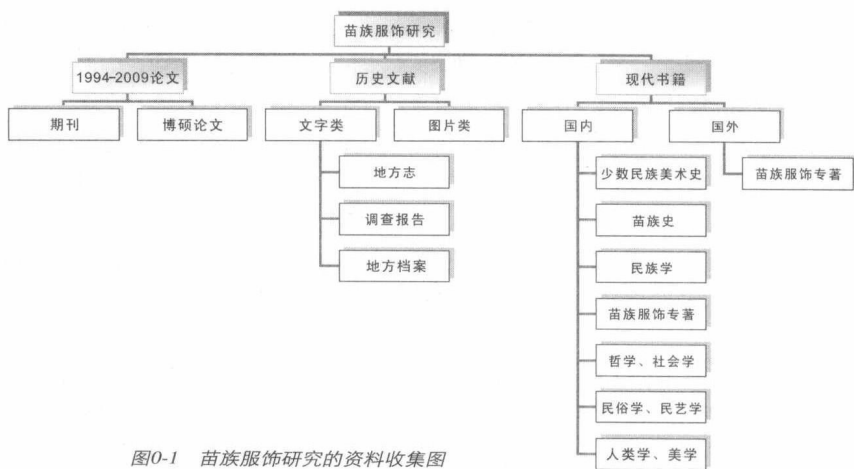 苗族服饰研究
1994-2009论文
历史文献
现代书籍
期刊
博硕论文
文字类
图片类
国内
国外
地方志
调查报告
地方档案
少数民族美术史
苗族史
民族学
苗族服饰专著
哲学、社会学
民俗学、民艺学
人类学、美学
苗族服饰专著
图0-1 苗族服饰研究的资料收集图